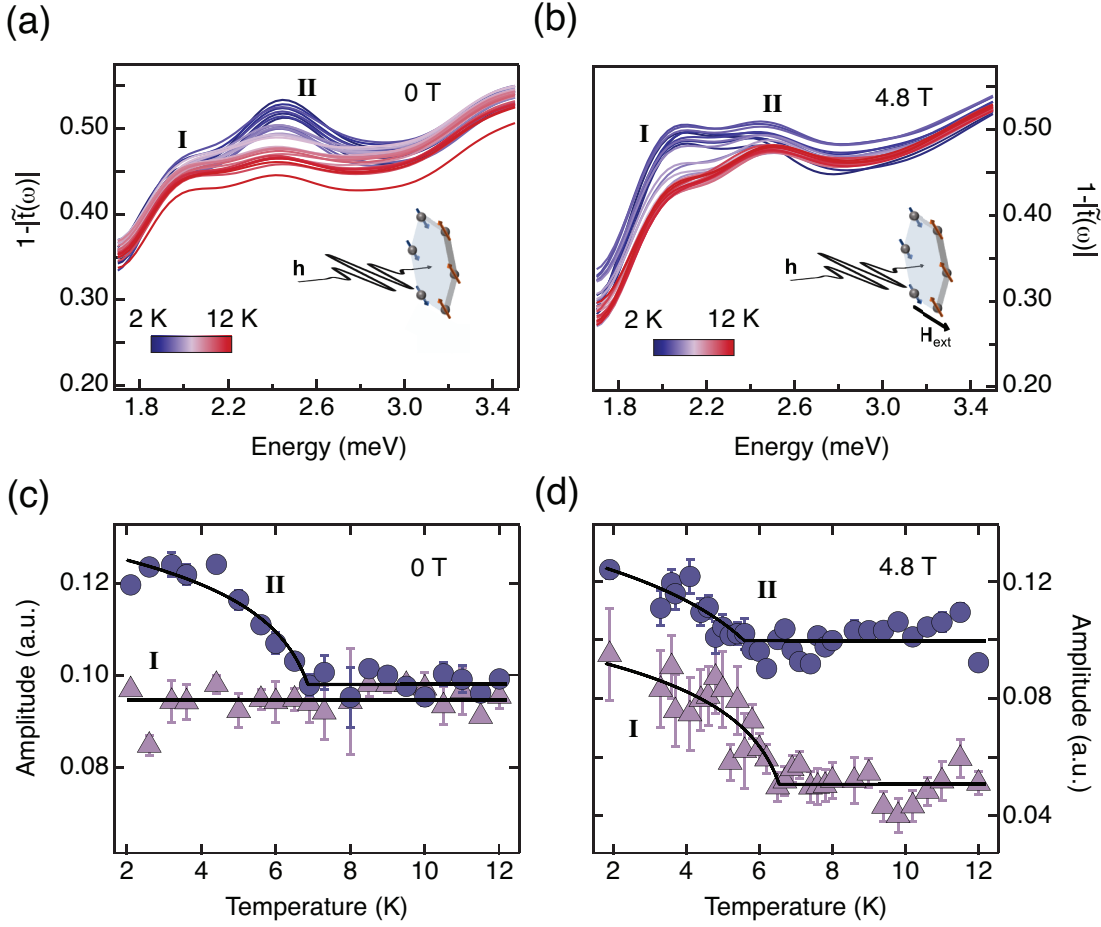 (a)
0.50
0.40
0.30
0.20
1-|t̃(ω)|
I
II
0 T
h
2 K 12 K
1.8 2.2 2.6 3.0 3.4
Energy (meV)
(b)
I
II
4.8 T
h
H_ext
2 K 12 K
0.50
0.40
0.30
0.20
1-|t̃(ω)|
1.8 2.2 2.6 3.0 3.4
Energy (meV)
(c)
0.12
0.10
0.08
Amplitude (a.u.)
0 T
II
I
2 4 6 8 10 12
Temperature (K)
(d)
4.8 T
II
I
0.12
0.08
0.04
Amplitude (a.u.)
2 4 6 8 10 12
Temperature (K)